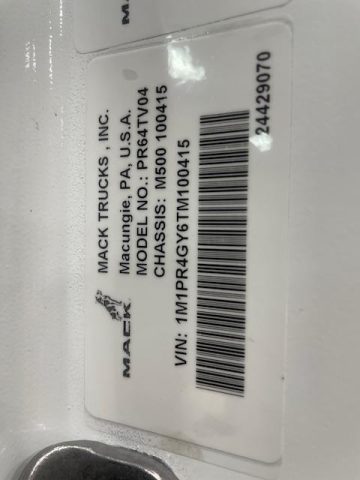 MACK
MACK TRUCKS , INC.
Macungie, PA, U.S.A.
MODEL NO.: PR64TV04
CHASSIS: M500 100415
VIN: 1M1PR4GY6TM100415
24429070